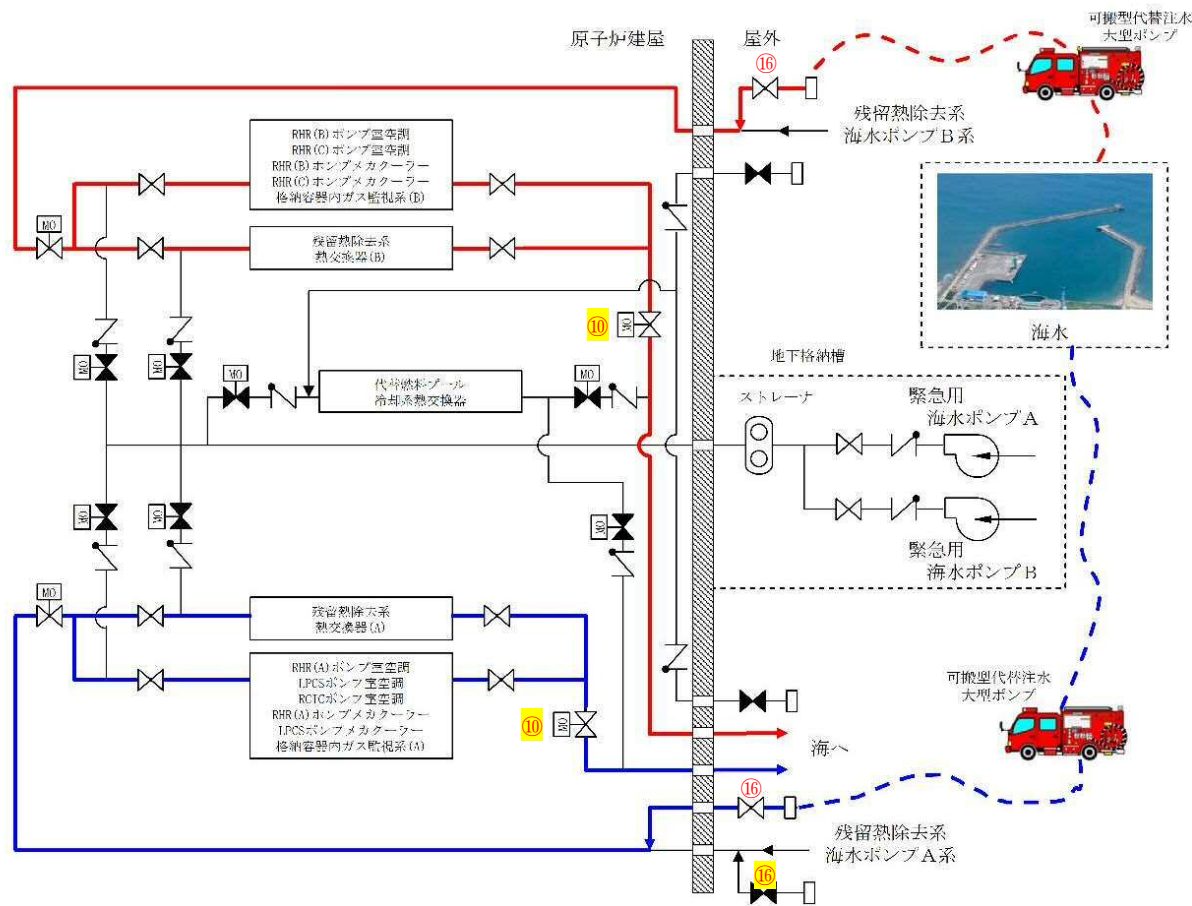 可搬型代替注水
大型ポンプ
原子炉建屋
屋外
⑯
残留熱除去系
海水ポンプB系
RHR(B)ポンプ室空調
RHR(C)ポンプ室空調
RHR(B)ポンプメカクーラー
RHR(C)ポンプメカクーラー
格納容器内ガス監視系(B)
MO
残留熱除去系
熱交換器(B)
⑩
MO
海水
地下格納槽
MO
MO
MO
代替燃料プール
冷却系熱交換器
MO
ストレーナ
緊急用
海水ポンプA
MO
MO
MO
緊急用
海水ポンプB
MO
残留熱除去系
熱交換器(A)
RHR(A)ポンプ室空調
LPCSポンプ室空調
RCICポンプ室空調
RHR(A)ポンプメカクーラー
LPCSポンプメカクーラー
格納容器内ガス監視系(A)
⑩
MO
可搬型代替注水
大型ポンプ
海へ
⑯
残留熱除去系
海水ポンプA系
⑯